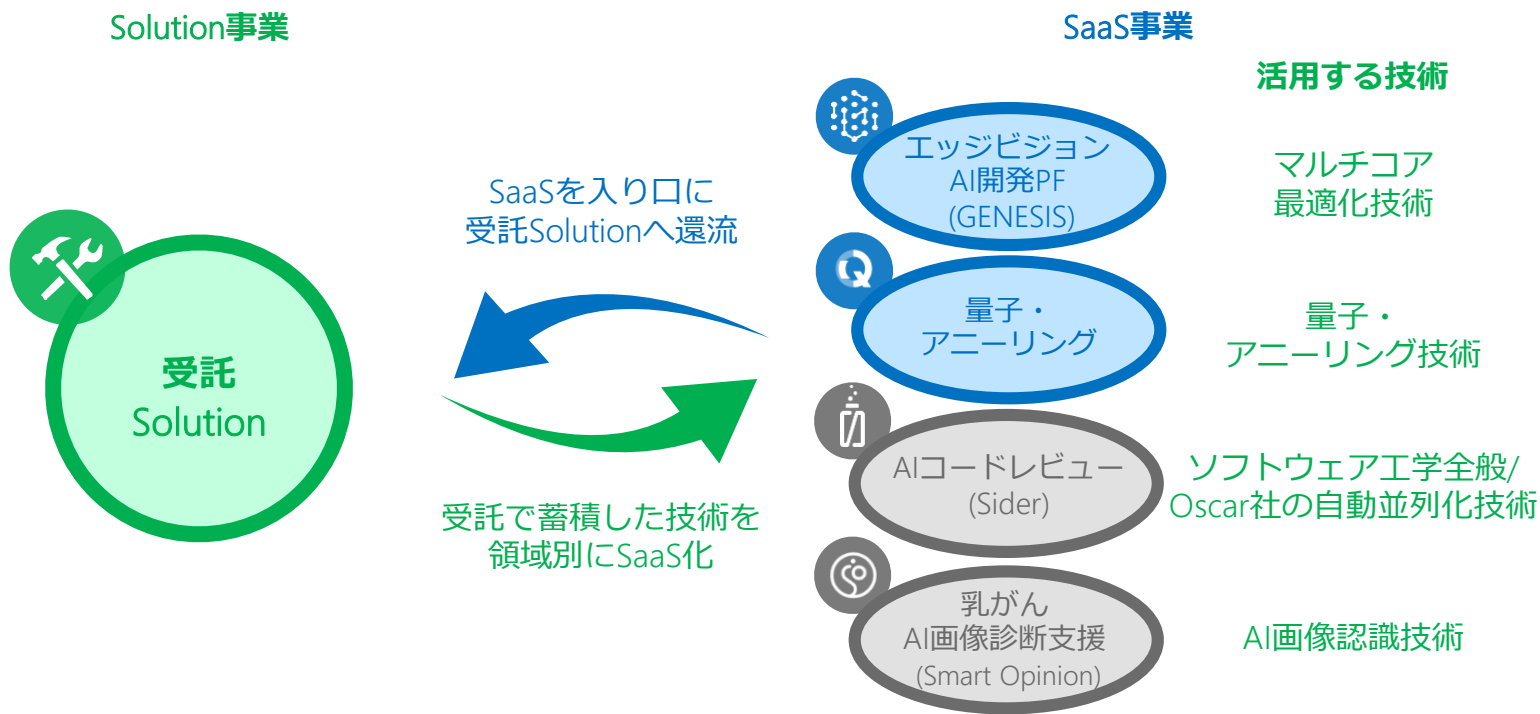 Solution事業
受託
Solution
SaaSを入り口に
受託Solutionへ還流
受託で蓄積した技術を
領域別にSaaS化
SaaS事業
活用する技術
エッジビジョン
AI開発PF
(GENESIS)
マルチコア
最適化技術
量子・
アニーリング
量子・
アニーリング技術
AIコードレビュー
(Sider)
ソフトウェア工学全般/
Oscar社の自動並列化技術
乳がん
AI画像診断支援
(Smart Opinion)
AI画像認識技術